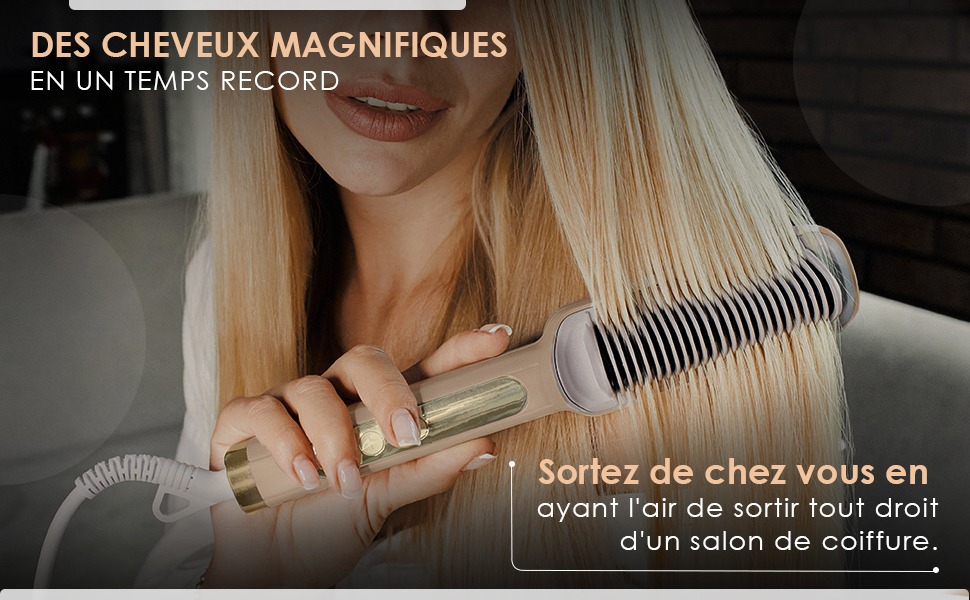 DES CHEVEUX MAGNIFIQUES
EN UN TEMPS RECORD
Sortez de chez vous en
ayant l'air de sortir tout droit
d'un salon de coiffure.